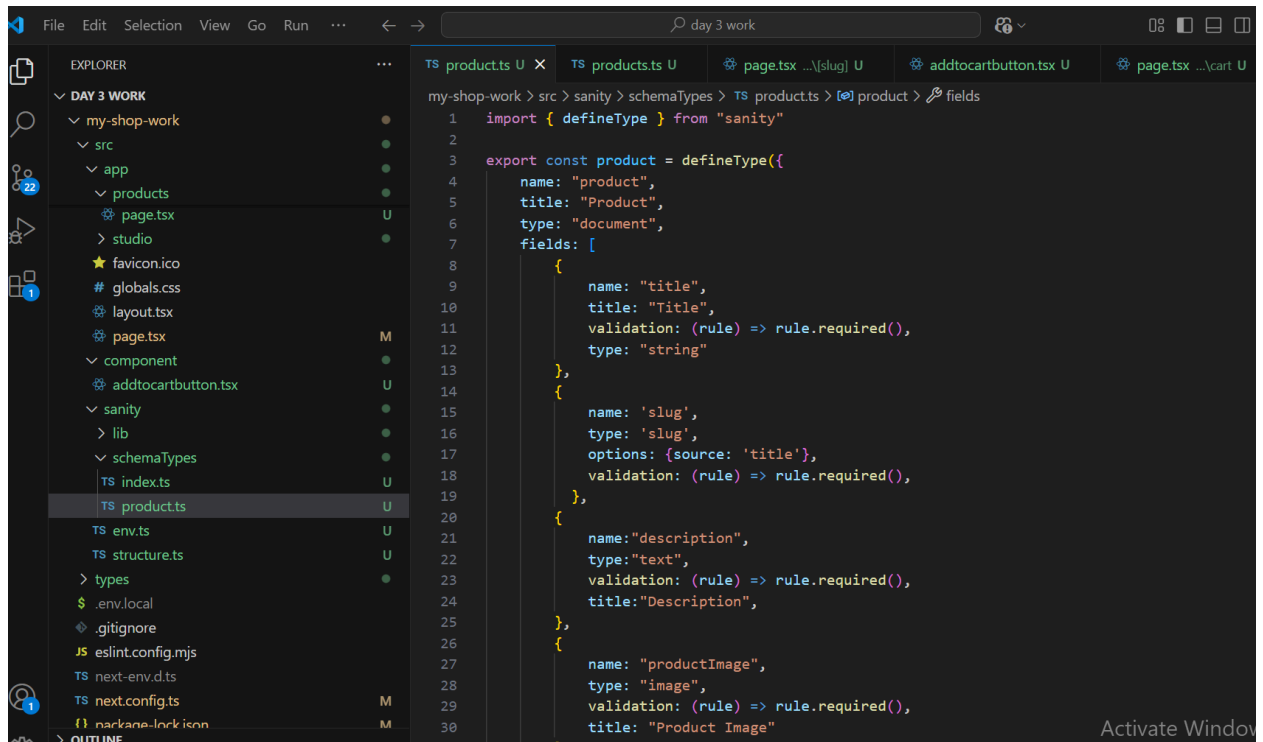 File Edit Selection View Go Run ··· day 3 work
EXPLORER ···
DAY 3 WORK
my-shop-work
src
app
products
page.tsx U
studio
favicon.ico
# globals.css
layout.tsx
page.tsx M
component
addtocartbutton.tsx U
sanity
lib
schemaTypes
TS index.ts U
TS product.ts U
TS env.ts U
TS structure.ts U
types
$ .env.local
.gitignore
JS eslint.config.mjs
TS next-env.d.ts
TS next.config.ts M
{} package-lock.json M
OUTLINE
22
1
1
TS product.ts U TS products.ts U page.tsx ...\[slug] U addtocartbutton.tsx U page.tsx ...\cart U
my-shop-work > src > sanity > schemaTypes > TS product.ts > product > fields
1 import { defineType } from "sanity"
2
3 export const product = defineType({
4 name: "product",
5 title: "Product",
6 type: "document",
7 fields: [
8 {
9 name: "title",
10 title: "Title",
11 validation: (rule) => rule.required(),
12 type: "string"
13 },
14 {
15 name: 'slug',
16 type: 'slug',
17 options: {source: 'title'},
18 validation: (rule) => rule.required(),
19 },
20 {
21 name:"description",
22 type:"text",
23 validation: (rule) => rule.required(),
24 title:"Description",
25 },
26 {
27 name: "productImage",
28 type: "image",
29 validation: (rule) => rule.required(),
30 title: "Product Image"
Activate Window